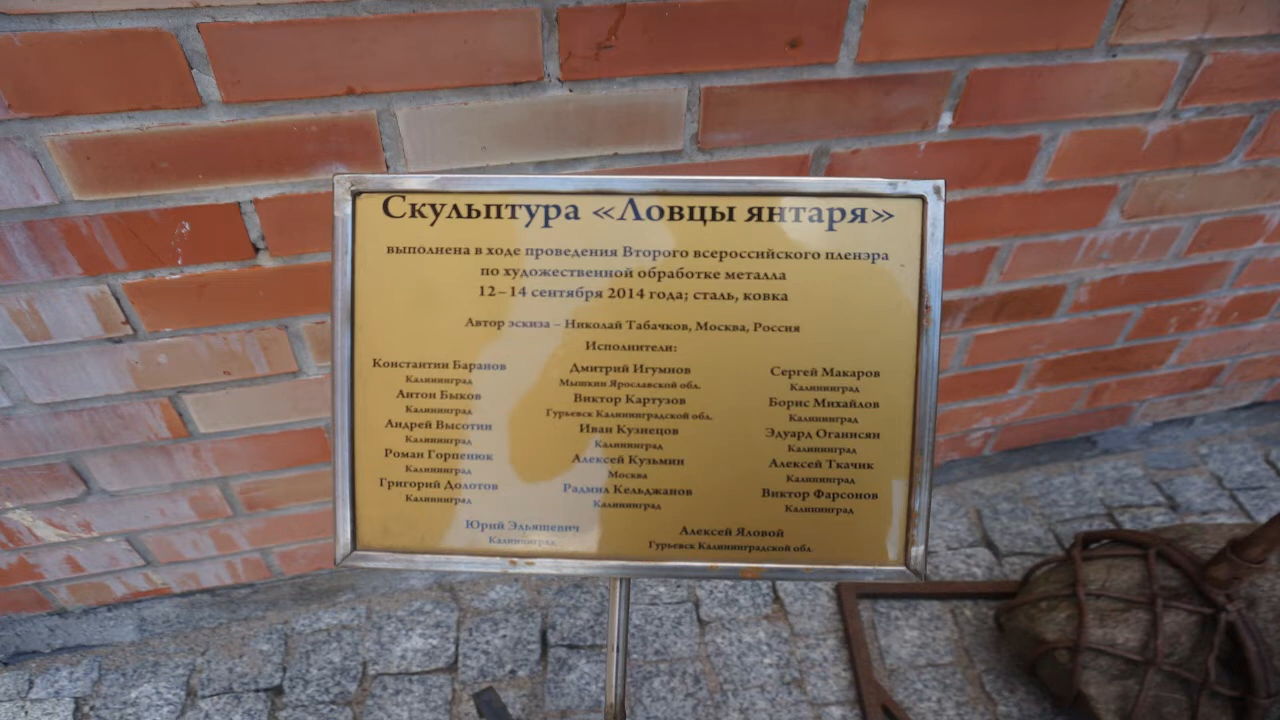 Скульптура «Ловцы янтаря»
выполнена в ходе проведения Второго всероссийского пленэра
по художественной обработке металла
12–14 сентября 2014 года; сталь, ковка
Автор эскиза – Николай Табачков, Москва, Россия
Исполнители:
Константин Баранов
Калининград
Антон Быков
Калининград
Андрей Высотин
Калининград
Роман Горпенюк
Калининград
Григорий Долотов
Калининград
Дмитрий Игумнов
Мышкин Ярославской обл.
Виктор Картузов
Гурьевск Калининградской обл.
Иван Кузнецов
Калининград
Алексей Кузьмин
Москва
Радмил Кельджанов
Калининград
Сергей Макаров
Калининград
Борис Михайлов
Калининград
Эдуард Оганисян
Калининград
Алексей Ткачик
Калининград
Виктор Фарсонов
Калининград
Юрий Эльяшевич
Калининград
Алексей Яловой
Гурьевск Калининградской обл.